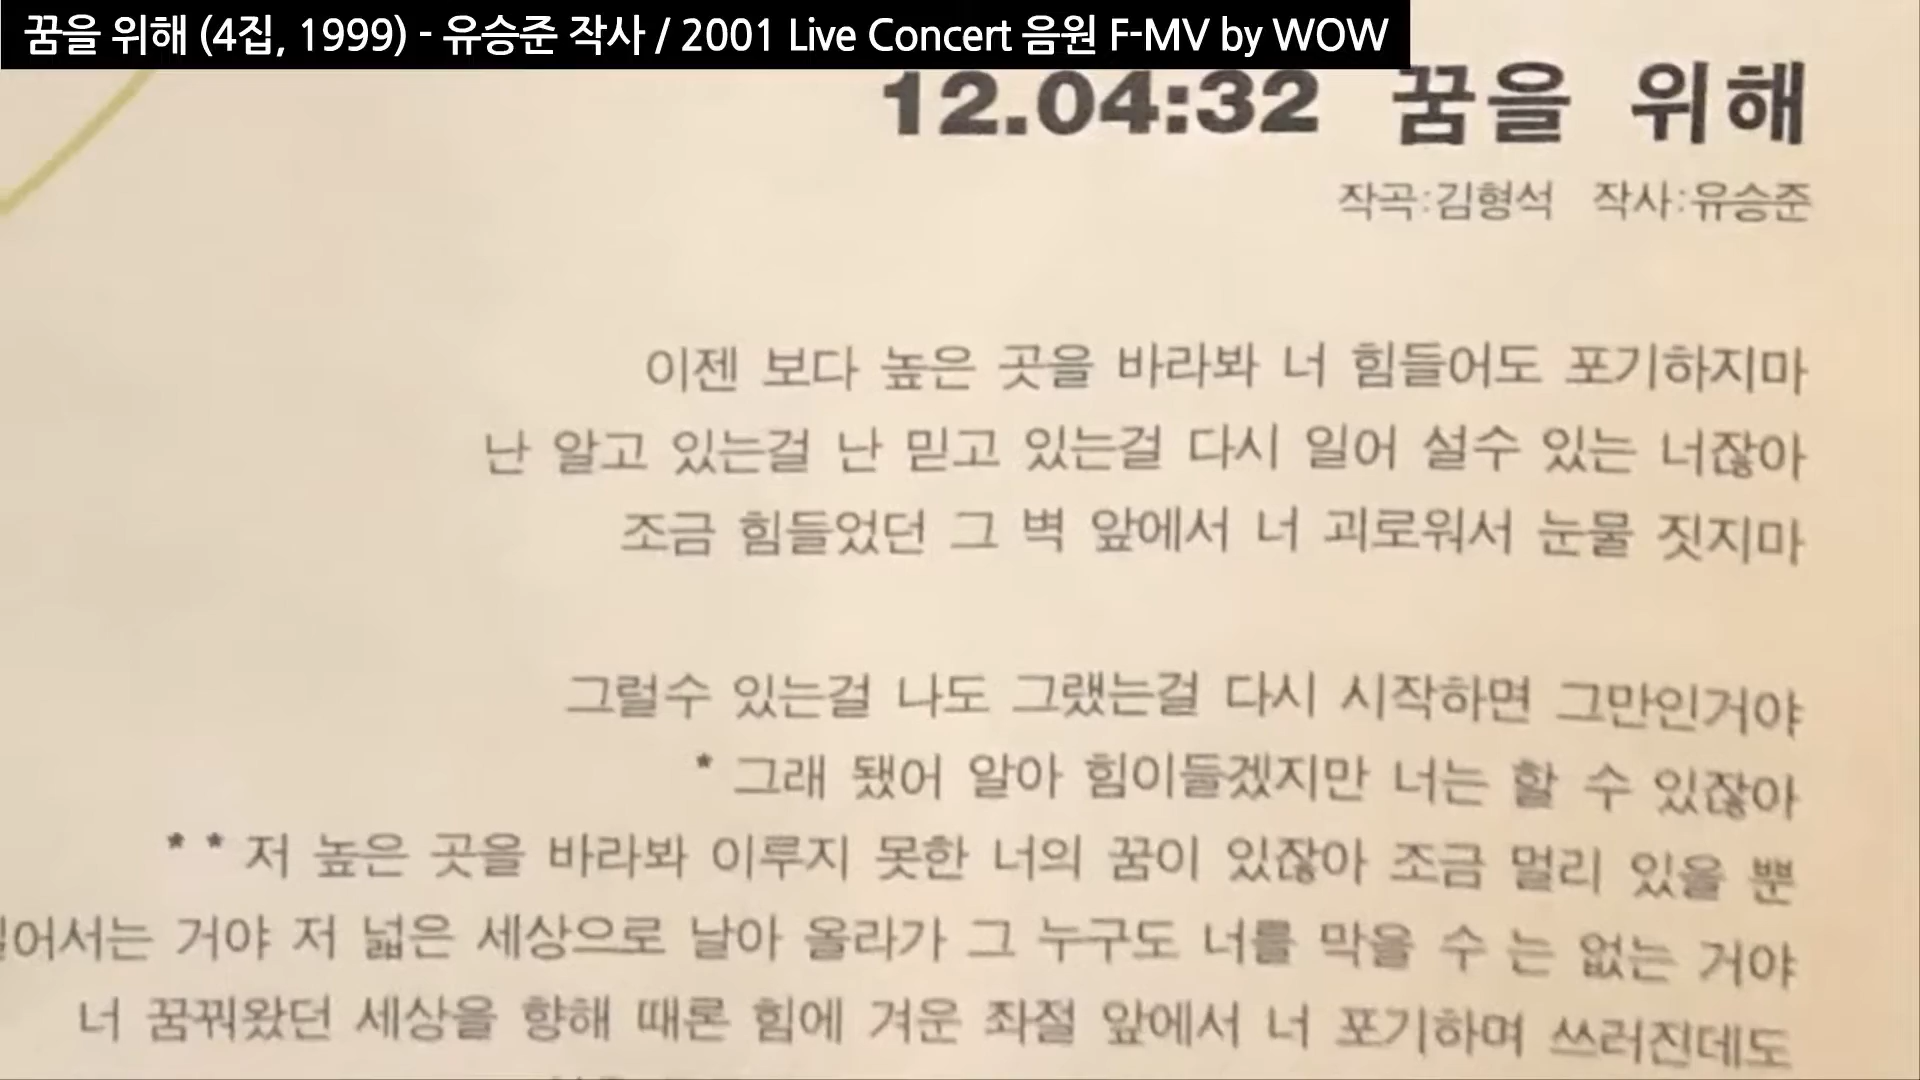 꿈을 위해 (4집, 1999) - 유승준 작사 / 2001 Live Concert 음원 F-MV by WOW
12.04:32 꿈을 위해
작곡:김형석 작사:유승준
이젠 보다 높은 곳을 바라봐 너 힘들어도 포기하지마
난 알고 있는걸 난 믿고 있는걸 다시 일어 설수 있는 너잖아
조금 힘들었던 그 벽 앞에서 너 괴로워서 눈물 짓지마
그럴수 있는걸 나도 그랬는걸 다시 시작하면 그만인거야
* 그래 됐어 알아 힘이들겠지만 너는 할 수 있잖아
* * 저 높은 곳을 바라봐 이루지 못한 너의 꿈이 있잖아 조금 멀리 있을 뿐
거야 저 넓은 세상으로 날아 올라가 그 누구도 너를 막을 수 는 없는 거야
너 꿈꿔왔던 세상을 향해 때론 힘에 겨운 좌절 앞에서 너 포기하며 쓰러진데도